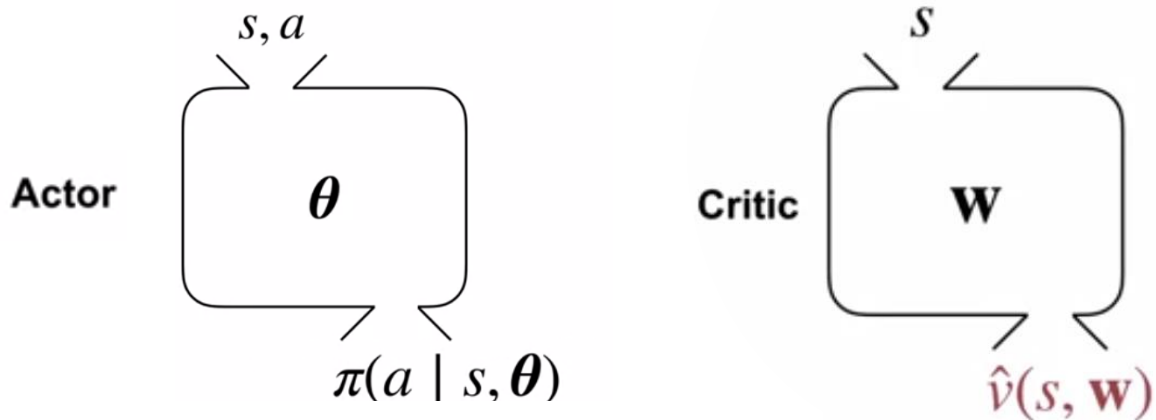 s, a
Actor
θ
π(a | s, θ)
s
Critic
w
v̂(s, w)